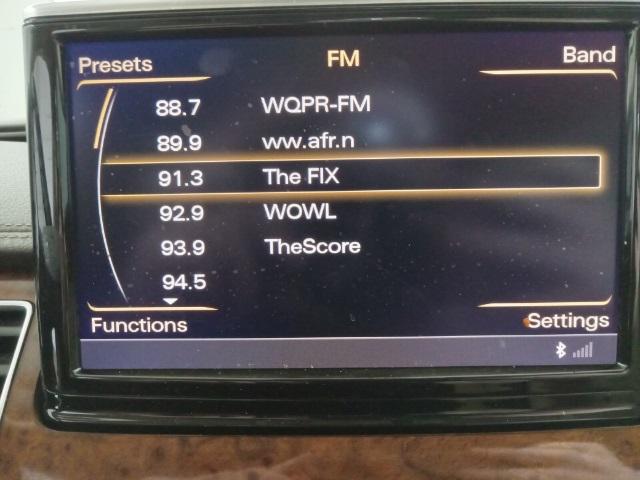 Presets FM Band
88.7 WQPR-FM
89.9 ww.afr.n
91.3 The FIX
92.9 WOWL
93.9 TheScore
94.5
Functions Settings